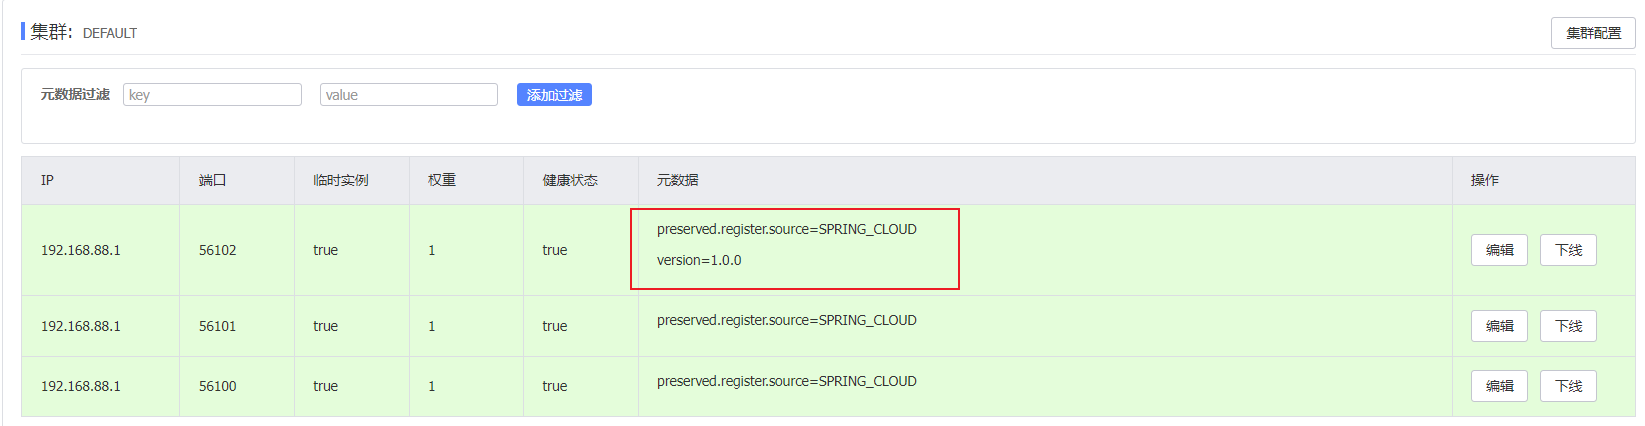 集群: DEFAULT
集群配置
元数据过滤 key value 添加过滤
IP 端口 临时实例 权重 健康状态 元数据 操作
preserved.register.source=SPRING_CLOUD
192.168.88.1 56102 true 1 true 编辑 下线
version=1.0.0
192.168.88.1 56101 true 1 true preserved.register.source=SPRING_CLOUD 编辑 下线
192.168.88.1 56100 true 1 true preserved.register.source=SPRING_CLOUD 编辑 下线